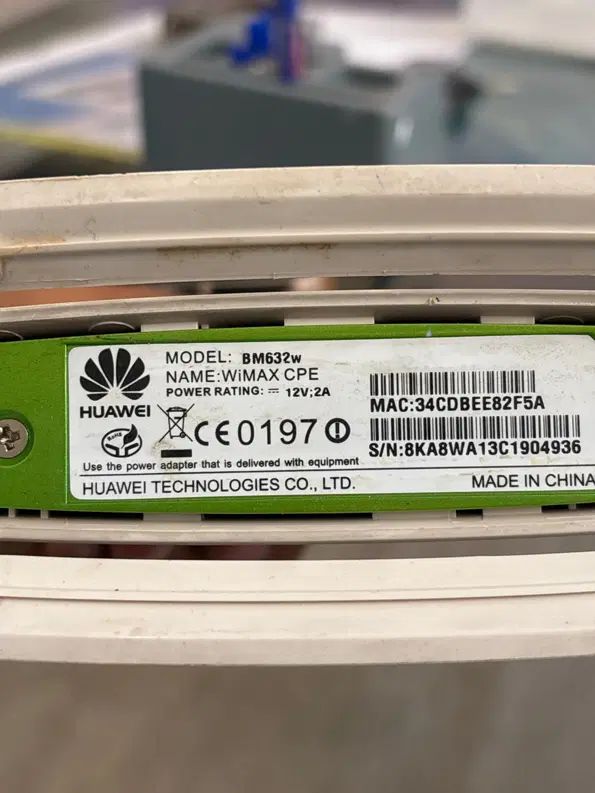 MODEL: BM632w
NAME:WiMAX CPE
POWER RATING: ⎓ 12V;2A
HUAWEI
RoHS
CE0197
MAC:34CDBEE82F5A
S/N:8KA8WA13C1904936
Use the power adapter that is delivered with equipment
HUAWEI TECHNOLOGIES CO., LTD.
MADE IN CHINA